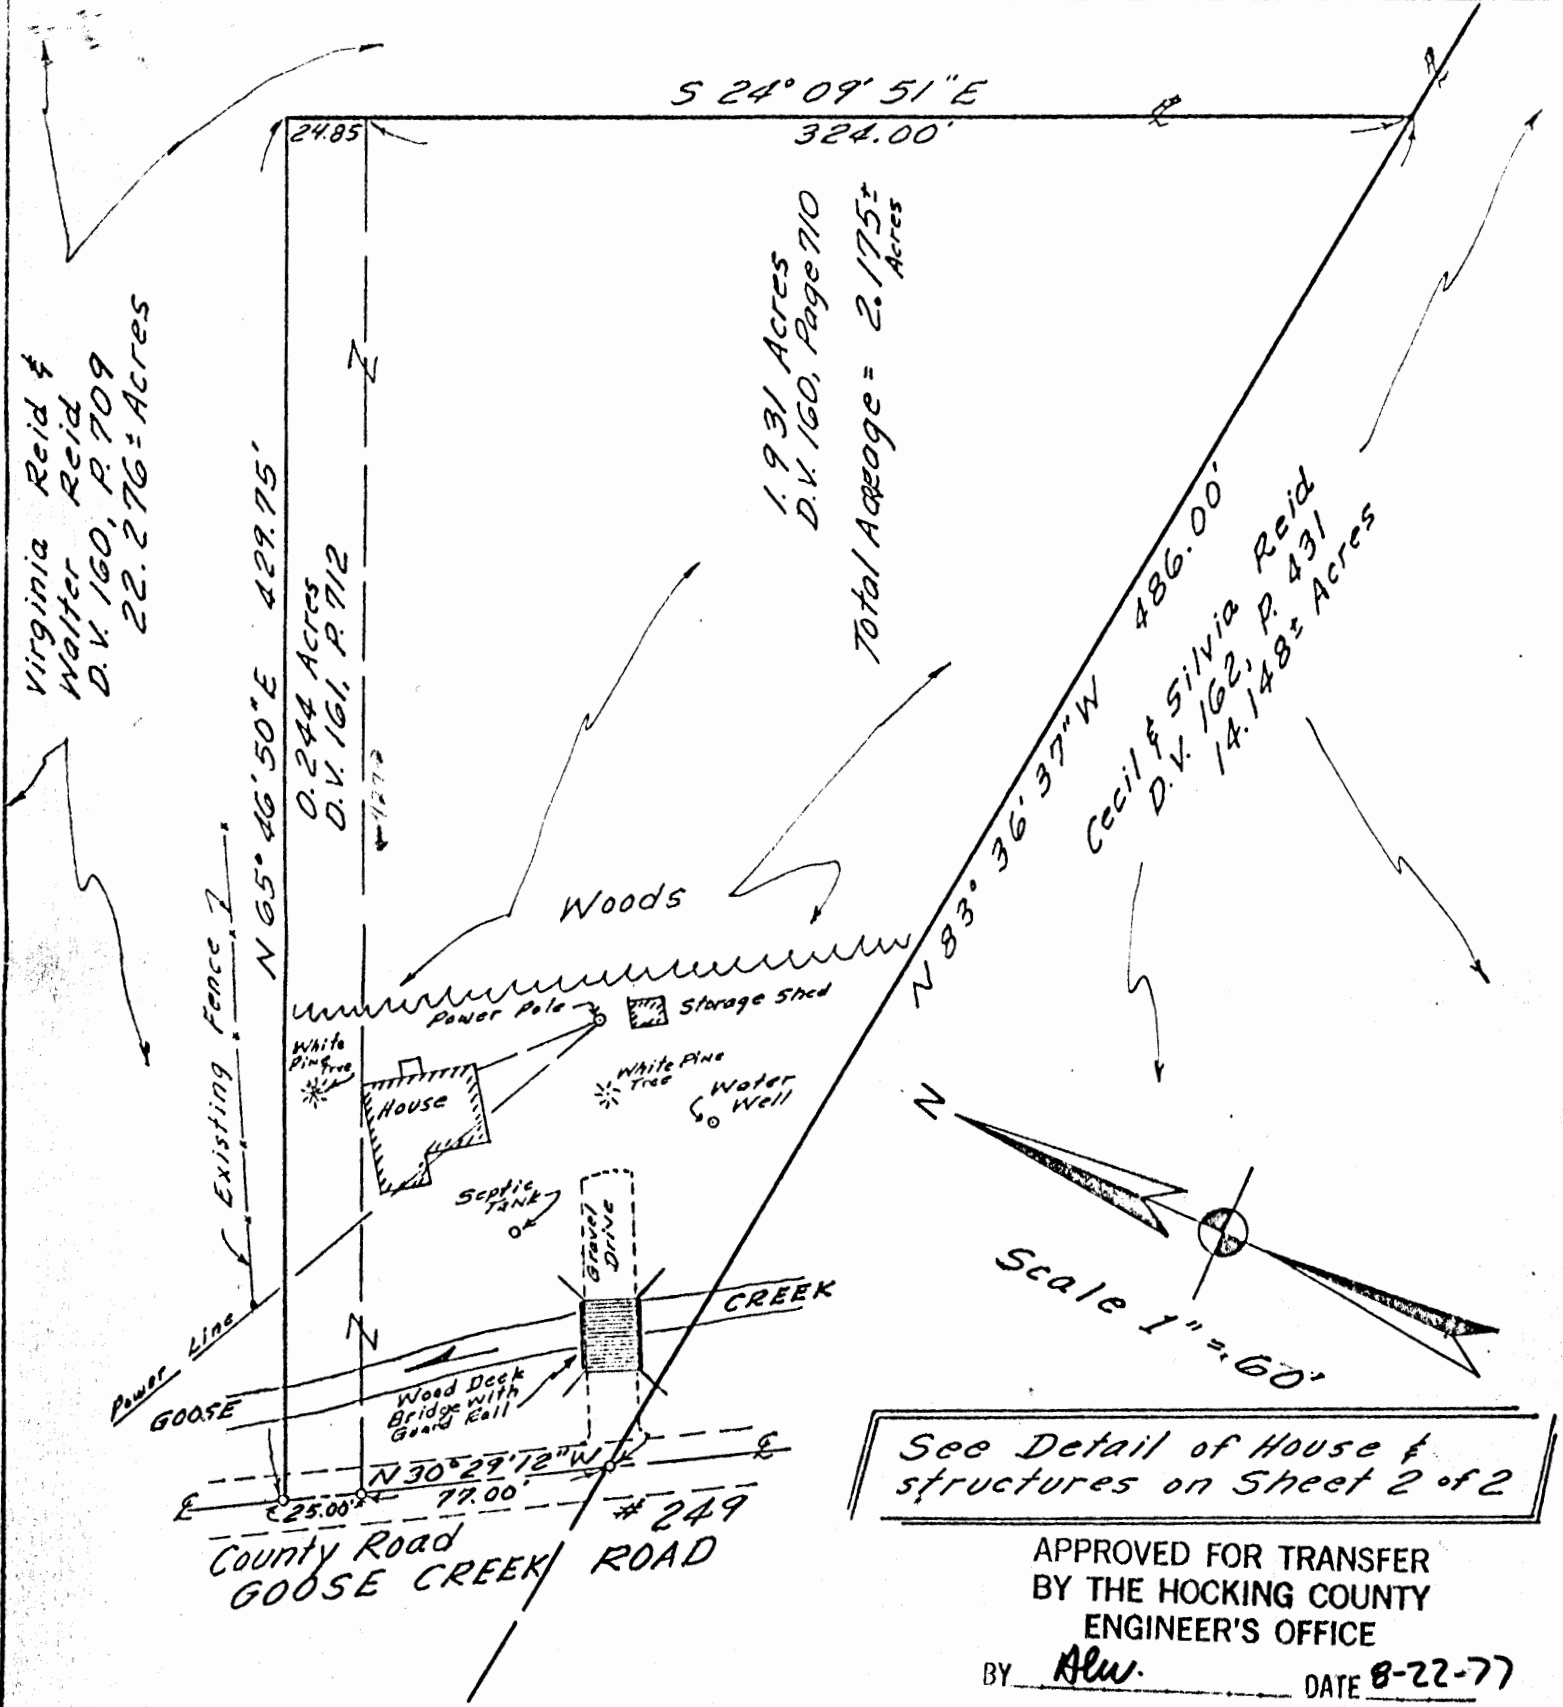 S 24° 09' 51" E
24.85
324.00'
Virginia Reid &
Walter Reid
D.V. 160, P. 709
22.276± Acres
1.931 Acres
D.V. 160, Page 710
Total Acreage = 2.175±
Acres
N 65° 46' 50" E 429.75'
0.244 Acres
D.V. 161, P. 712
N 83° 36' 37" W 486.00'
Cecil & Silvia Reid
D.V. 162, P. 431
14.148± Acres
Existing Fence
Woods
Power Pole
Storage Shed
White
Pine
Tree
House
White Pine
Tree
Water
Well
Septic
TANK
Gravel
Drive
CREEK
Power Line
GOOSE
Wood Deck
Bridge with
Guard Rail
N
Scale 1" = 60'
N 30° 29' 12" W
25.00'
77.00'
County Road # 249
GOOSE CREEK ROAD
See Detail of House &
structures on Sheet 2 of 2
APPROVED FOR TRANSFER
BY THE HOCKING COUNTY
ENGINEER'S OFFICE
BY DATE 8-22-77